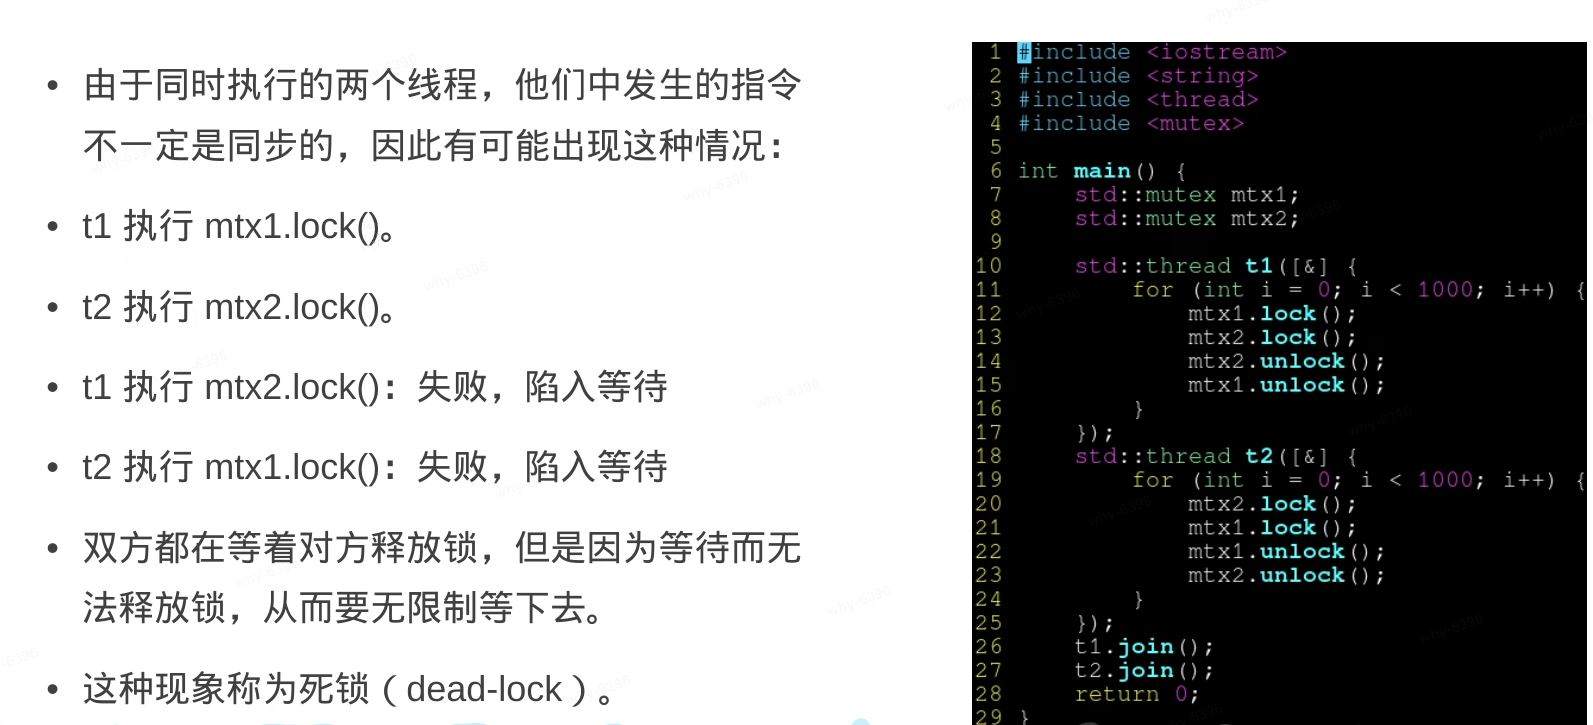 • 由于同时执行的两个线程，他们中发生的指令
不一定是同步的，因此有可能出现这种情况：
• t1 执行 mtx1.lock()。
• t2 执行 mtx2.lock()。
• t1 执行 mtx2.lock()：失败，陷入等待
• t2 执行 mtx1.lock()：失败，陷入等待
• 双方都在等着对方释放锁，但是因为等待而无
法释放锁，从而要无限制等下去。
• 这种现象称为死锁（dead-lock）。
1 #include <iostream>
2 #include <string>
3 #include <thread>
4 #include <mutex>
5
6 int main() {
7     std::mutex mtx1;
8     std::mutex mtx2;
9
10     std::thread t1([&] {
11         for (int i = 0; i < 1000; i++) {
12             mtx1.lock();
13             mtx2.lock();
14             mtx2.unlock();
15             mtx1.unlock();
16         }
17     });
18     std::thread t2([&] {
19         for (int i = 0; i < 1000; i++) {
20             mtx2.lock();
21             mtx1.lock();
22             mtx1.unlock();
23             mtx2.unlock();
24         }
25     });
26     t1.join();
27     t2.join();
28     return 0;
29 }